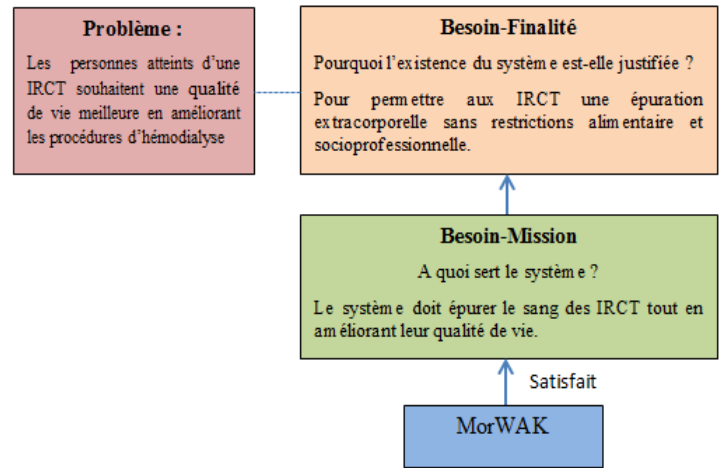 Problème :
Les personnes atteints d'une
IRCT souhaitent une qualité
de vie meilleure en améliorant
les procédures d'hémodialyse
Besoin-Finalité
Pourquoi l'existence du système est-elle justifiée ?
Pour permettre aux IRCT une épuration
extracorporelle sans restrictions alimentaire et
socioprofessionnelle.
Besoin-Mission
A quoi sert le système ?
Le système doit épurer le sang des IRCT tout en
améliorant leur qualité de vie.
Satisfait
MorWAK